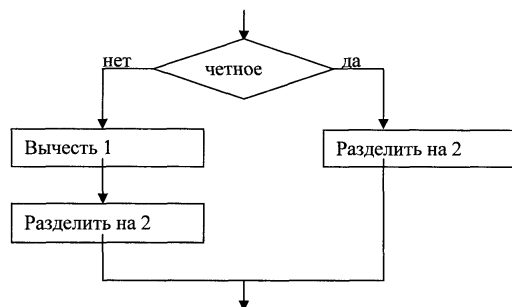 нет
четное
да
Вычесть 1
Разделить на 2
Разделить на 2